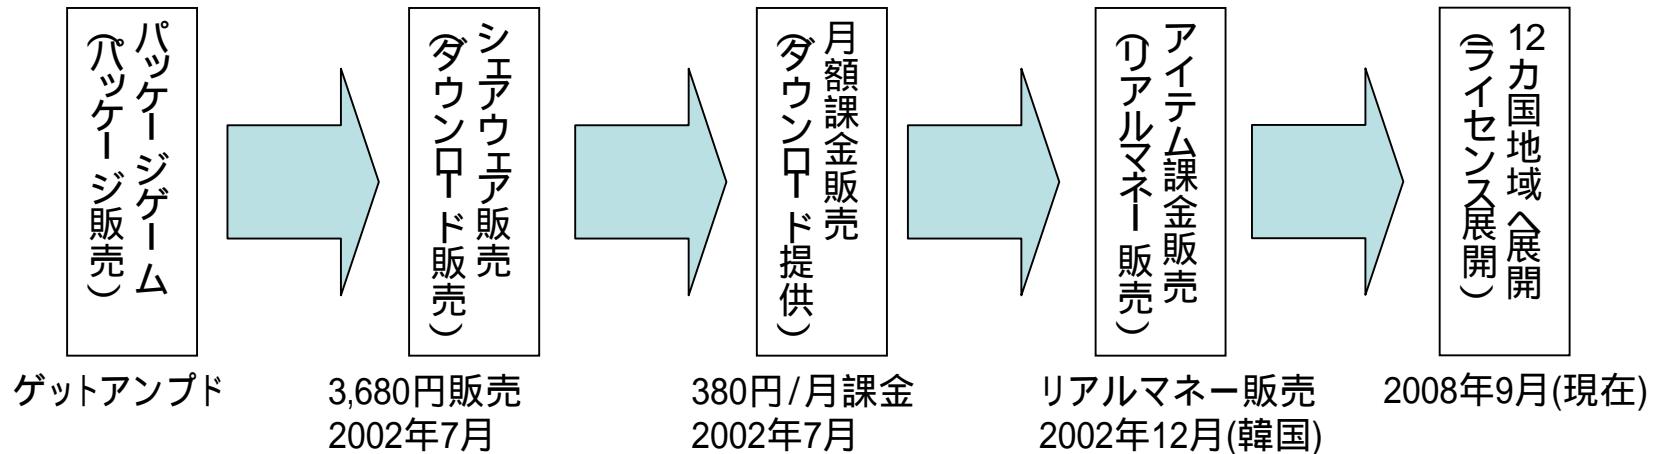 パッケージゲーム
(パッケージ販売)
シェアウェア販売
(ダウンロード販売)
月額課金販売
(ダウンロード提供)
アイテム課金販売
(リアルマネー販売)
12カ国地域へ展開
(ライセンス展開)
ゲットアンプド
3,680円販売
2002年7月
380円/月課金
2002年7月
リアルマネー販売
2002年12月(韓国)
2008年9月(現在)